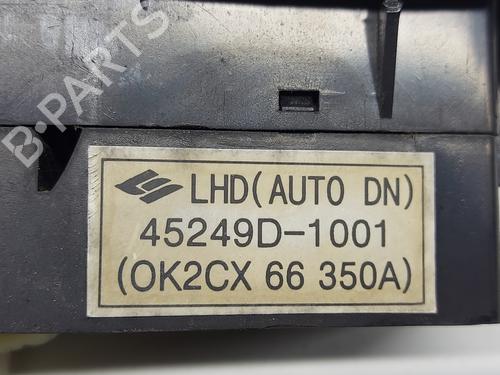 B-PARTS
LHD(AUTO DN)
45249D-1001
(OK2CX 66 350A)